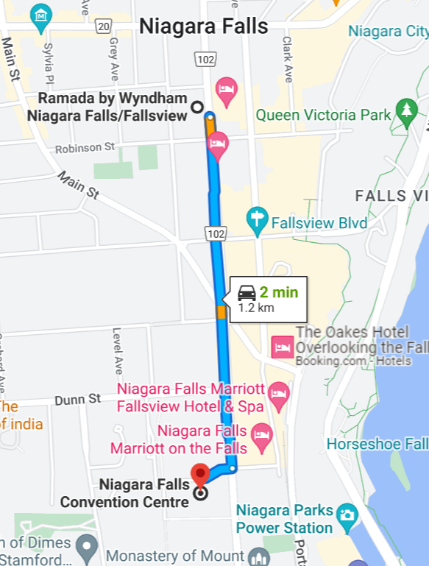 Niagara Falls
20
Main St
Sylvia Pl
Grey Ave
102
Clark Ave
Niagara City
Ramada by Wyndham
Niagara Falls/Fallsview
Queen Victoria Park
Robinson St
Main St
FALLS VI
102
Fallsview Blvd
2 min
1.2 km
The Oakes Hotel
Overlooking the Fall
Booking.com - Hotels
Level Ave
Niagara Falls Marriott
Fallsview Hotel & Spa
Dunn St
The
of india
Niagara Falls
Marriott on the Falls
Horseshoe Fall
Niagara Falls
Convention Centre
Niagara Parks
Power Station
Porta
h of Dimes
Stamford...
Monastery of Mount